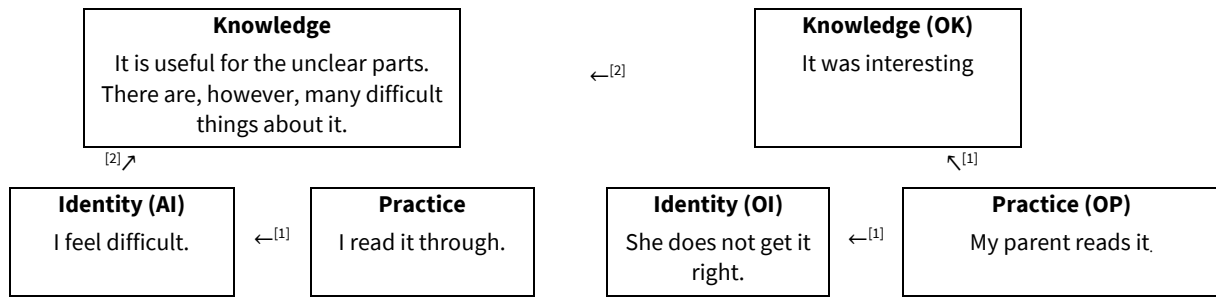 Knowledge
It is useful for the unclear parts.
There are, however, many difficult
things about it.
←[2]
Knowledge (OK)
It was interesting
[2]↗
↖[1]
Identity (AI)
I feel difficult.
←[1]
Practice
I read it through.
Identity (OI)
She does not get it
right.
←[1]
Practice (OP)
My parent reads it.